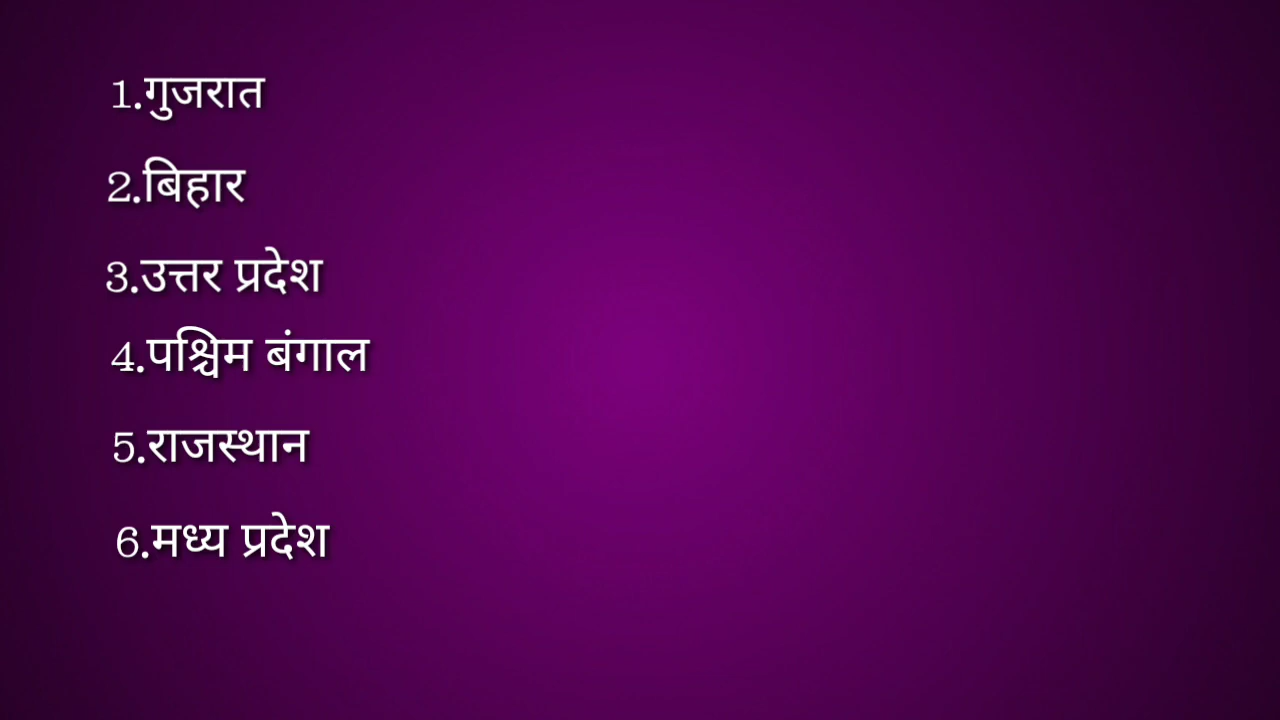 1.गुजरात
2.बिहार
3.उत्तर प्रदेश
4.पश्चिम बंगाल
5.राजस्थान
6.मध्य प्रदेश